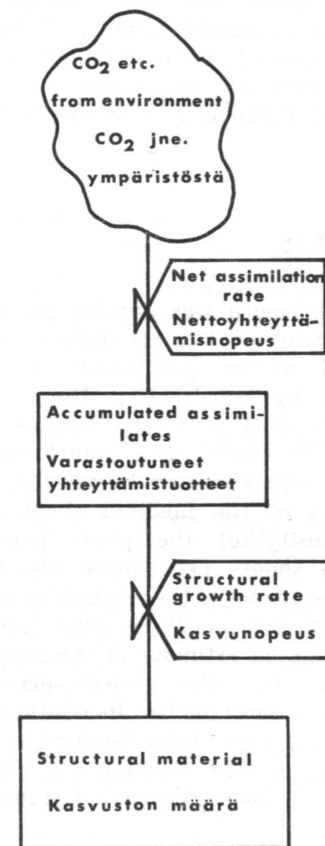 CO2 etc.
from environment
CO2 jne.
ympäristöstä
Net assimilation
rate
Nettoyhteyttä-
misnopeus
Accumulated assimi-
lates
Varastoutuneet
yhteyttämistuotteet
Structural
growth rate
Kasvunopeus
Structural material
Kasvuston määrä